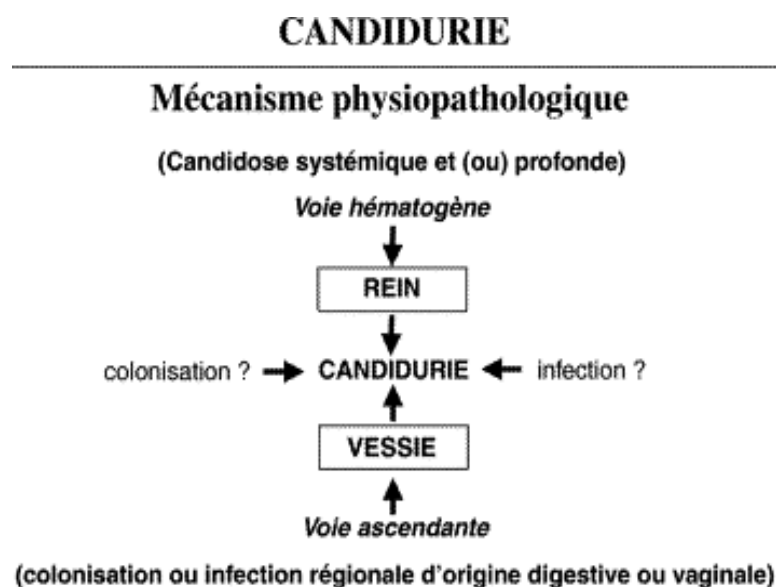 CANDIDURIE
Mécanisme physiopathologique
(Candidose systémique et (ou) profonde)
Voie hématogène
REIN
colonisation ? CANDIDURIE infection ?
VESSIE
Voie ascendante
(colonisation ou infection régionale d'origine digestive ou vaginale)